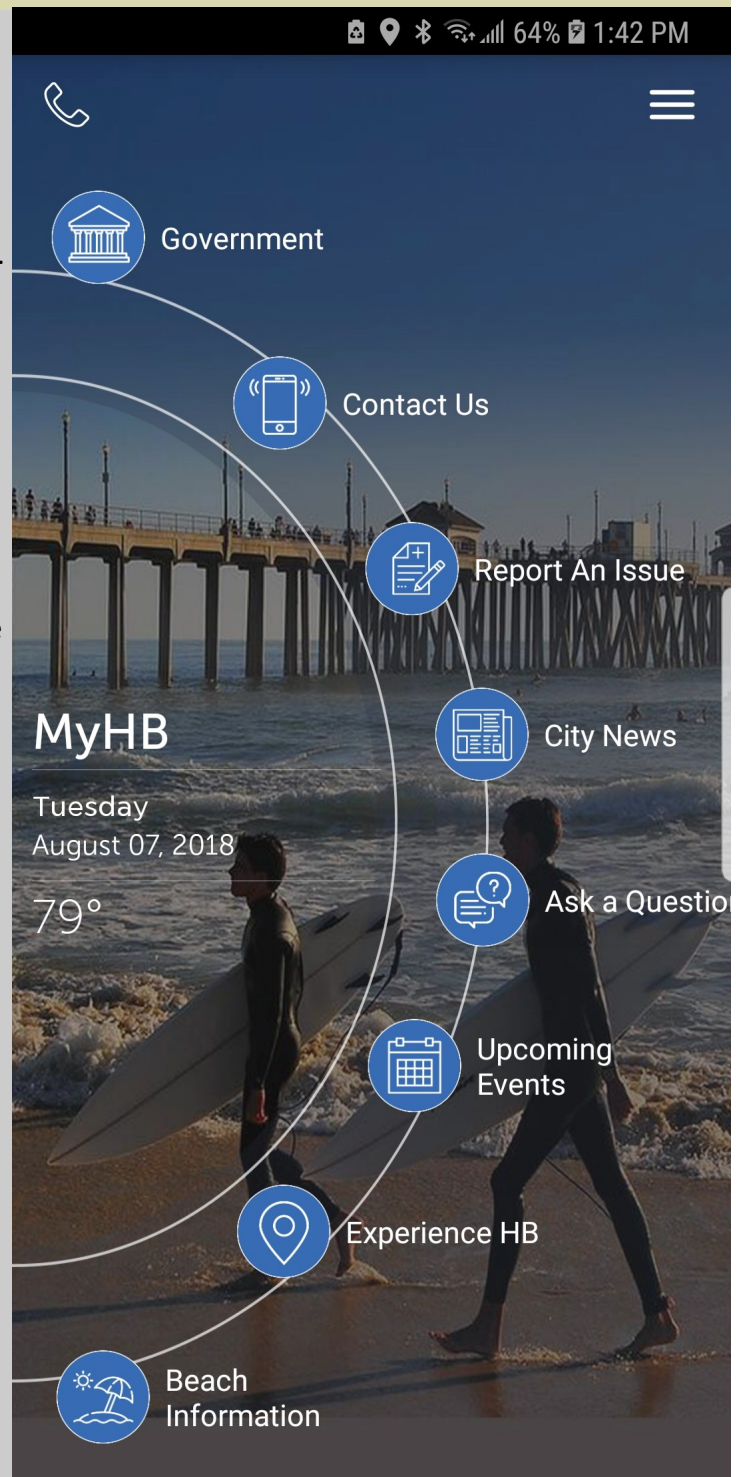 64% 1:42 PM
Government
Contact Us
Report An Issue
MyHB
City News
Tuesday
August 07, 2018
79°
Ask a Question
Upcoming
Events
Experience HB
Beach
Information